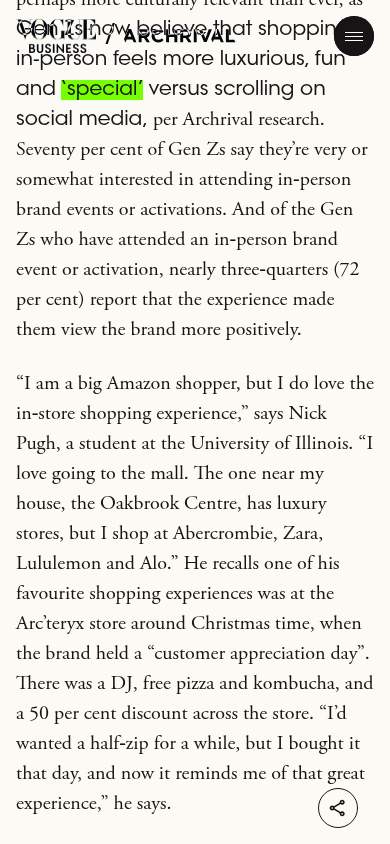 perhaps more culturally relevant than ever, as
VOGUE BUSINESS / ARCHRIVAL
Gen Zs now believe that shopping
in-person feels more luxurious, fun
and ‘special’ versus scrolling on
social media, per Archrival research.
Seventy per cent of Gen Zs say they’re very or
somewhat interested in attending in-person
brand events or activations. And of the Gen
Zs who have attended an in-person brand
event or activation, nearly three-quarters (72
per cent) report that the experience made
them view the brand more positively.
“I am a big Amazon shopper, but I do love the
in-store shopping experience,” says Nick
Pugh, a student at the University of Illinois. “I
love going to the mall. The one near my
house, the Oakbrook Centre, has luxury
stores, but I shop at Abercrombie, Zara,
Lululemon and Alo.” He recalls one of his
favourite shopping experiences was at the
Arc’teryx store around Christmas time, when
the brand held a “customer appreciation day”.
There was a DJ, free pizza and kombucha, and
a 50 per cent discount across the store. “I’d
wanted a half-zip for a while, but I bought it
that day, and now it reminds me of that great
experience,” he says.